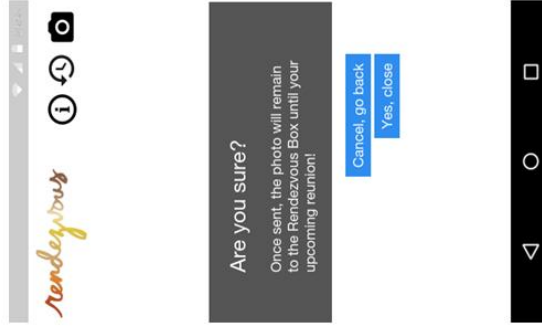 rendezvous
Are you sure?
Once sent, the photo will remain
to the Rendezvous Box until your
upcoming reunion!
Cancel, go back
Yes, close